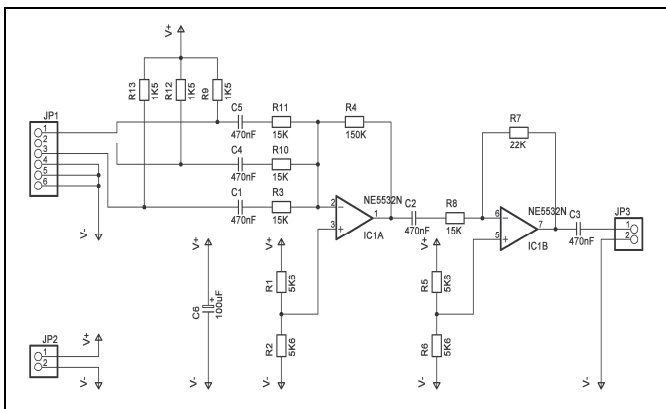 V+
R13
1K5
R12
1K5
R9
1K5
JP1
1
2
3
4
5
6
V-
C5
470nF
R11
15K
R4
150K
C4
470nF
R10
15K
C1
470nF
R3
15K
2
3
1
NE5532N
IC1A
C2
470nF
R8
15K
R7
22K
6
5
7
NE5532N
IC1B
C3
470nF
JP3
1
2
V+
C6
100uF
V-
V+
R1
5K6
R2
5K6
V-
V+
R5
5K6
R6
5K6
V-
V-
JP2
1
2
V+
V-